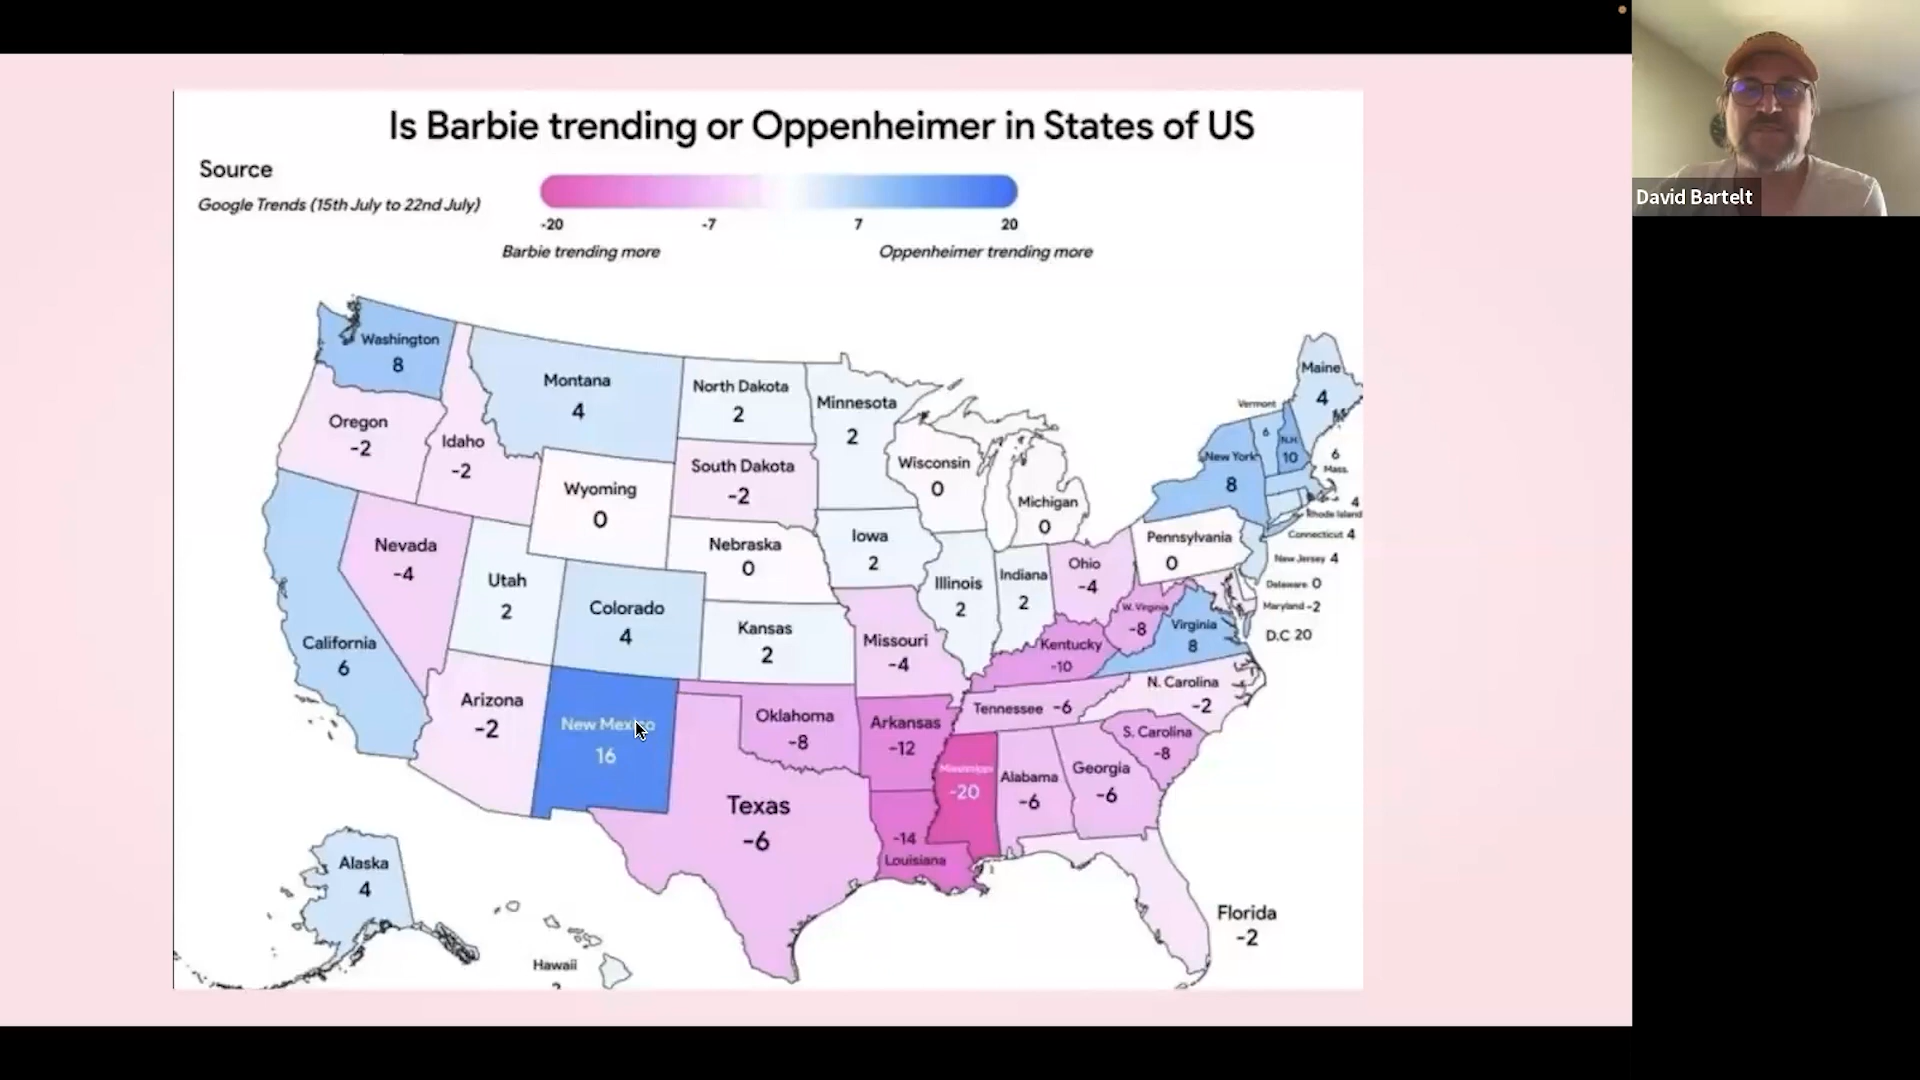 Is Barbie trending or Oppenheimer in States of US
Source
Google Trends (15th July to 22nd July)
-20
-7
7
20
Barbie trending more
Oppenheimer trending more
David Bartelt
Washington
8
Montana
4
North Dakota
2
Minnesota
2
Maine
4
Vermont
6
N.H
10
6
Mass.
Oregon
-2
Idaho
-2
South Dakota
-2
Wisconsin
0
Michigan
0
New York
8
4
Rhode Island
Connecticut 4
New Jersey 4
Delaware 0
Maryland -2
D.C 20
Wyoming
0
Nebraska
0
Iowa
2
Illinois
2
Indiana
2
Ohio
-4
Pennsylvania
0
Nevada
-4
Utah
2
Colorado
4
Kansas
2
Missouri
-4
Kentucky
-10
W. Virginia
-8
Virginia
8
California
6
Arizona
-2
New Mexico
16
Oklahoma
-8
Arkansas
-12
Tennessee -6
N. Carolina
-2
S. Carolina
-8
Texas
-6
-14
Louisiana
Mississippi
-20
Alabama
-6
Georgia
-6
Florida
-2
Alaska
4
Hawaii